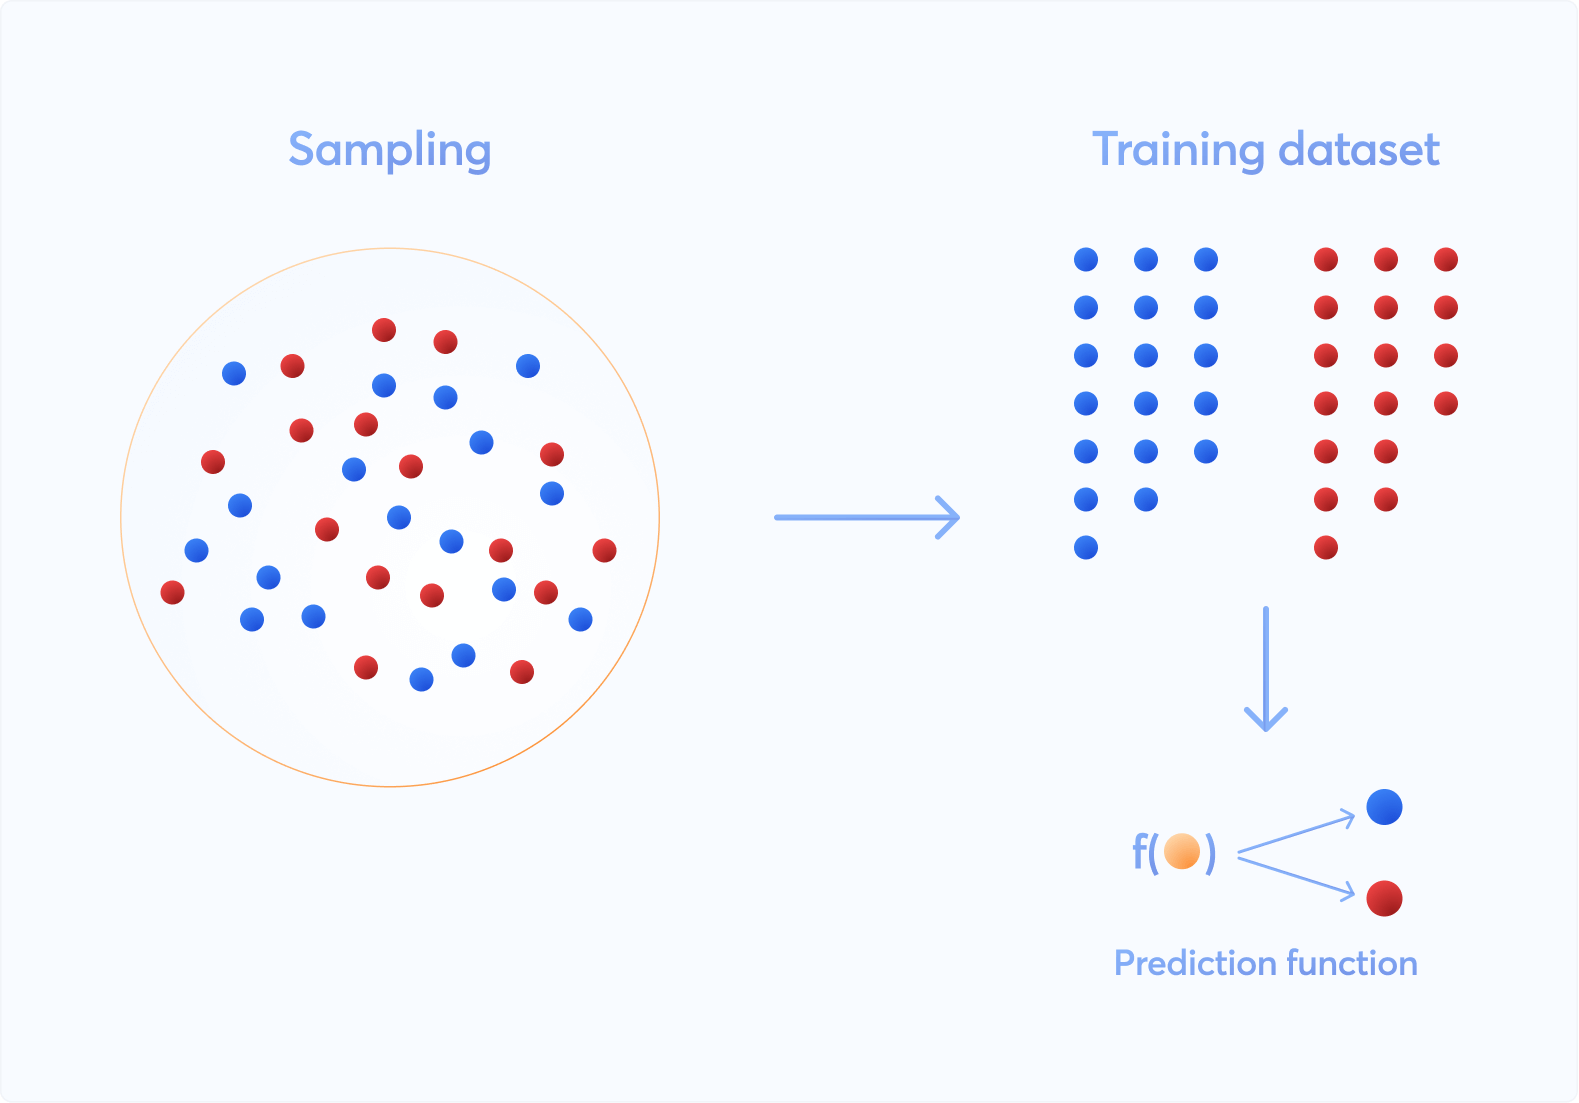 Sampling
Training dataset
f( )
Prediction function